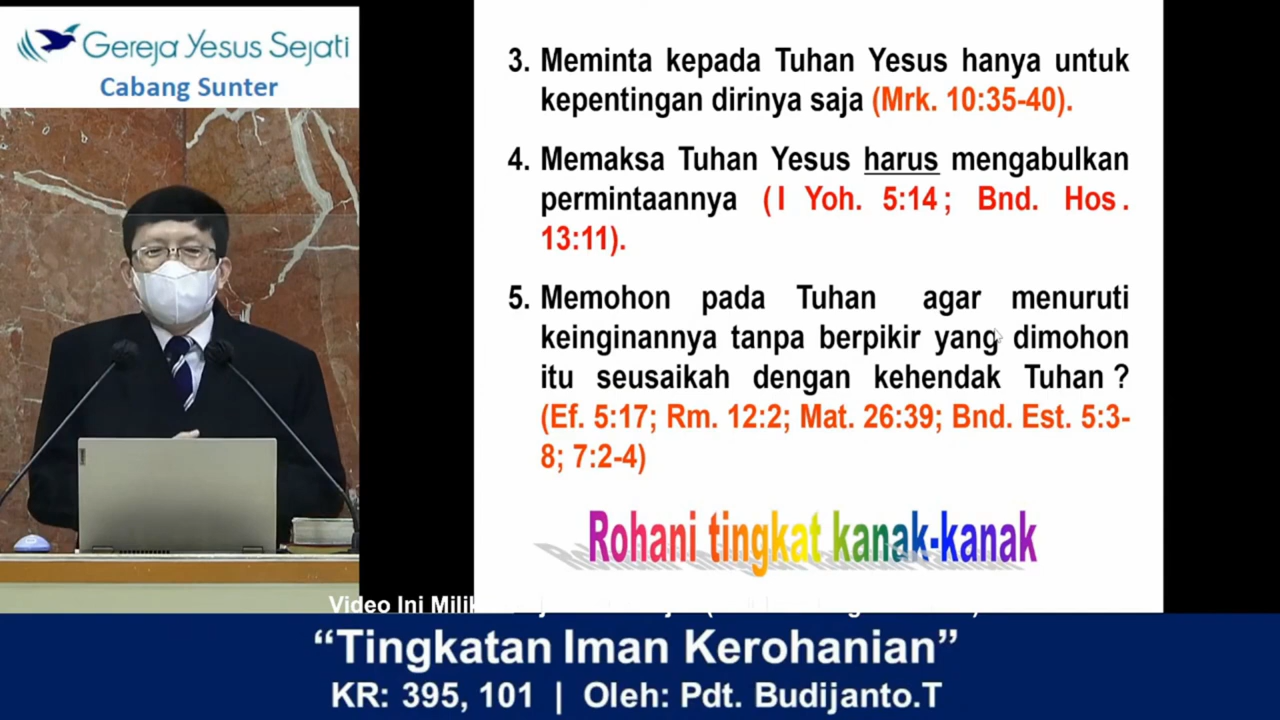 Gereja Yesus Sejati
Cabang Sunter
3. Meminta kepada Tuhan Yesus hanya untuk
kepentingan dirinya saja (Mrk. 10:35-40).
4. Memaksa Tuhan Yesus harus mengabulkan
permintaannya (I Yoh. 5:14; Bnd. Hos.
13:11).
5. Memohon pada Tuhan agar menuruti
keinginannya tanpa berpikir yang dimohon
itu seusaikah dengan kehendak Tuhan ?
(Ef. 5:17; Rm. 12:2; Mat. 26:39; Bnd. Est. 5:3-
8; 7:2-4)
Rohani tingkat kanak-kanak
Video Ini Milik
“Tingkatan Iman Kerohanian”
KR: 395, 101 | Oleh: Pdt. Budijanto.T